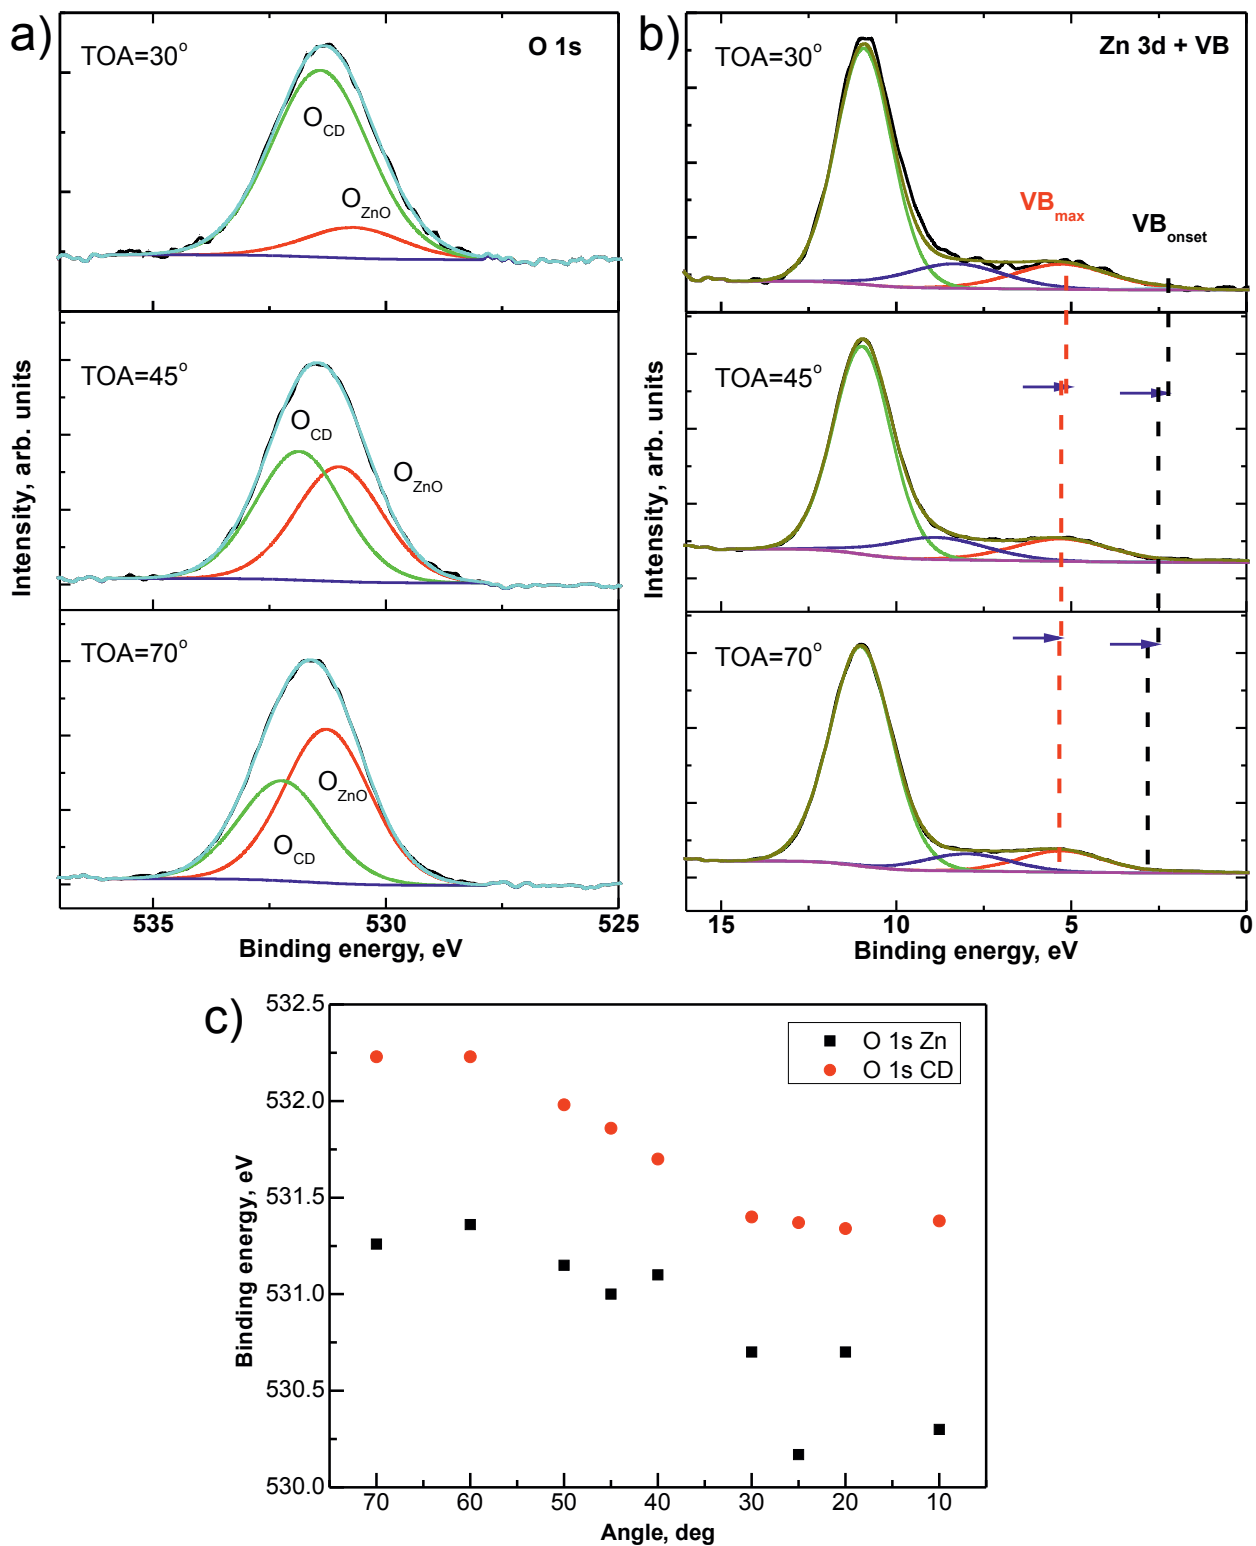 a)
TOA=30°
O 1s
O_CD
O_ZnO
TOA=45°
O_CD
O_ZnO
TOA=70°
O_ZnO
O_CD
Intensity, arb. units
535
530
525
Binding energy, eV
b)
TOA=30°
Zn 3d + VB
VB_max
VB_onset
TOA=45°
TOA=70°
Intensity, arb. units
15
10
5
0
Binding energy, eV
c)
532.5
532.0
531.5
531.0
530.5
530.0
Binding energy, eV
O 1s Zn
O 1s CD
70
60
50
40
30
20
10
Angle, deg